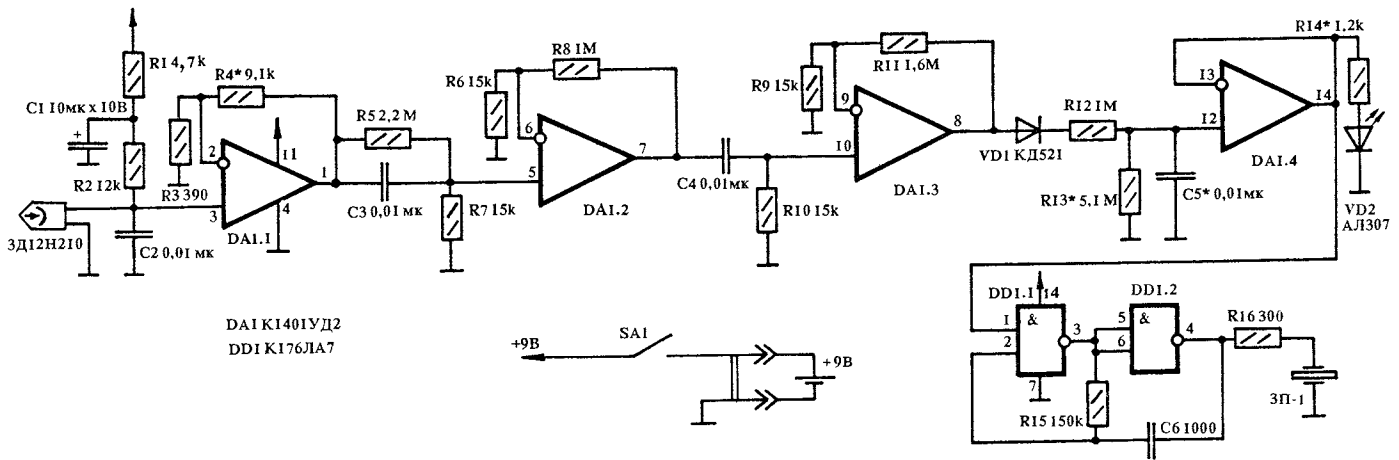 R1 4,7k
R4* 9,1k
C1 10мк x 10В
+
R2 12k
R3 390
2
3
11
4
1
DA1.1
ЗД12Н210
C2 0,01 мк
R5 2,2 М
C3 0,01 мк
R7 15k
R6 15k
R8 1М
6
5
7
DA1.2
C4 0,01мк
R10 15k
R9 15k
R11 1,6М
9
10
8
DA1.3
VD1 КД521
R12 1М
R13* 5,1 М
C5* 0,01мк
13
12
14
DA1.4
R14* 1,2k
VD2
АЛ307
DA1 К1401УД2
DD1 К176ЛА7
+9В
SA1
+9В
DD1.1
14
1
2
&
3
7
DD1.2
5
6
&
4
R15 150k
C6 1000
R16 300
ЗП-1